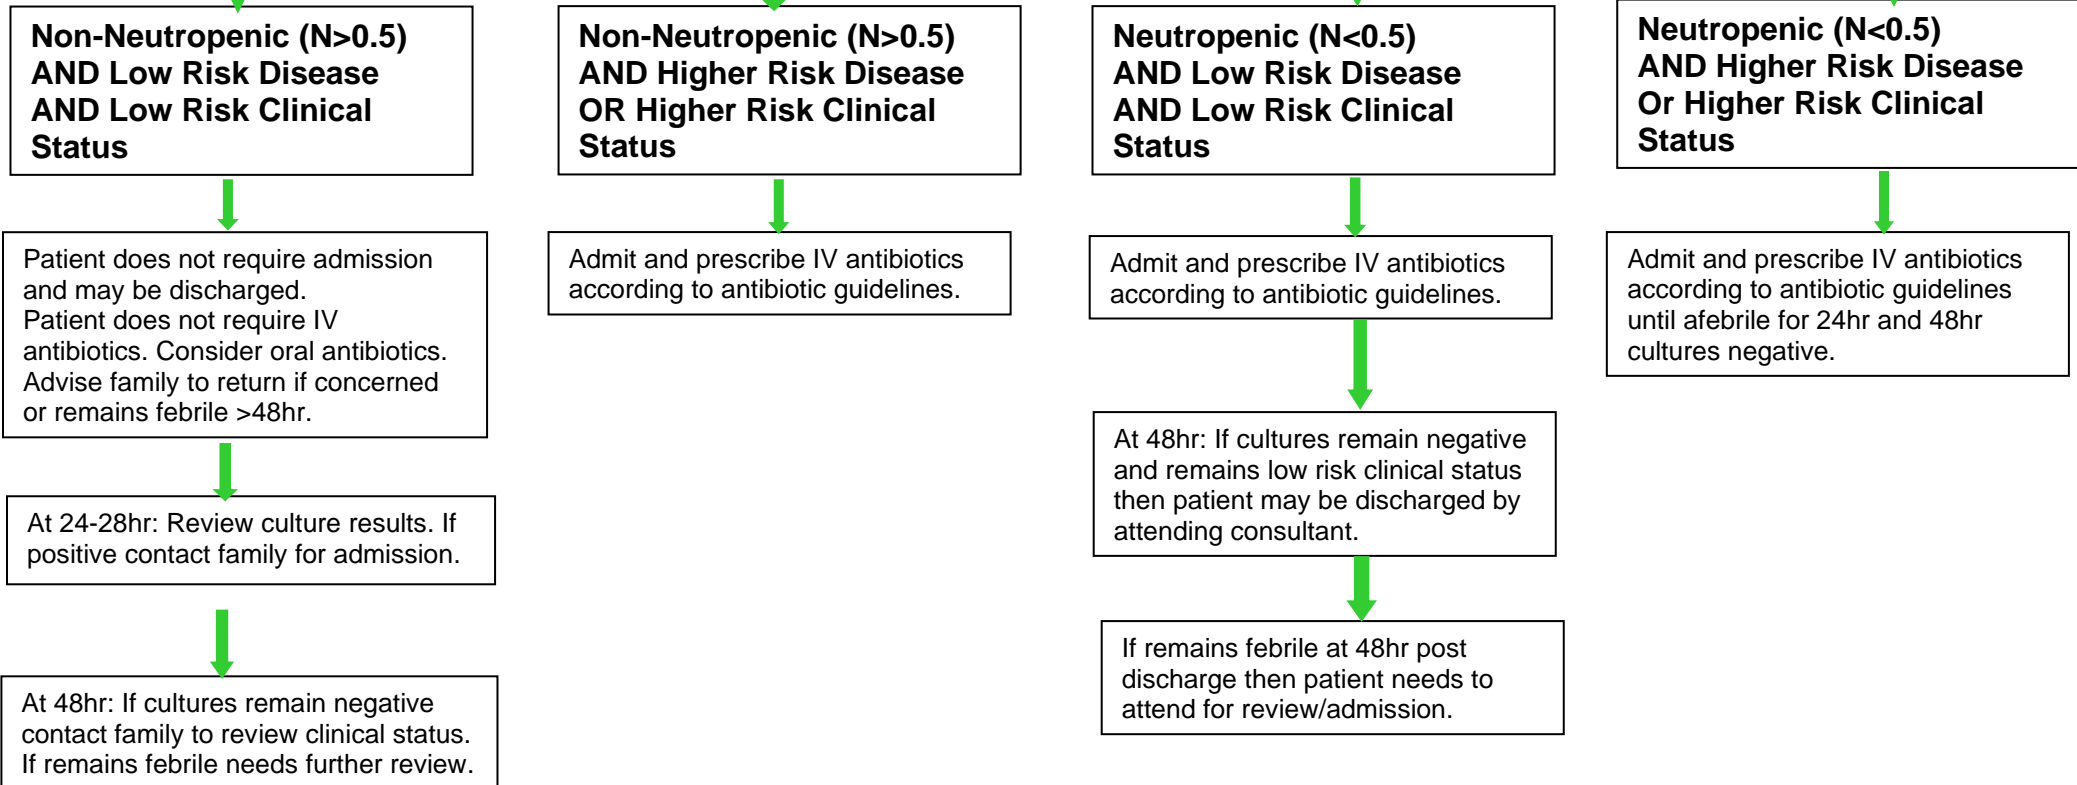 Non-Neutropenic (N>0.5)
AND Low Risk Disease
AND Low Risk Clinical
Status
Patient does not require admission
and may be discharged.
Patient does not require IV
antibiotics. Consider oral antibiotics.
Advise family to return if concerned
or remains febrile >48hr.
At 24-28hr: Review culture results. If
positive contact family for admission.
At 48hr: If cultures remain negative
contact family to review clinical status.
If remains febrile needs further review.
Non-Neutropenic (N>0.5)
AND Higher Risk Disease
OR Higher Risk Clinical
Status
Admit and prescribe IV antibiotics
according to antibiotic guidelines.
Neutropenic (N<0.5)
AND Low Risk Disease
AND Low Risk Clinical
Status
Admit and prescribe IV antibiotics
according to antibiotic guidelines.
At 48hr: If cultures remain negative
and remains low risk clinical status
then patient may be discharged by
attending consultant.
If remains febrile at 48hr post
discharge then patient needs to
attend for review/admission.
Neutropenic (N<0.5)
AND Higher Risk Disease
Or Higher Risk Clinical
Status
Admit and prescribe IV antibiotics
according to antibiotic guidelines
until afebrile for 24hr and 48hr
cultures negative.